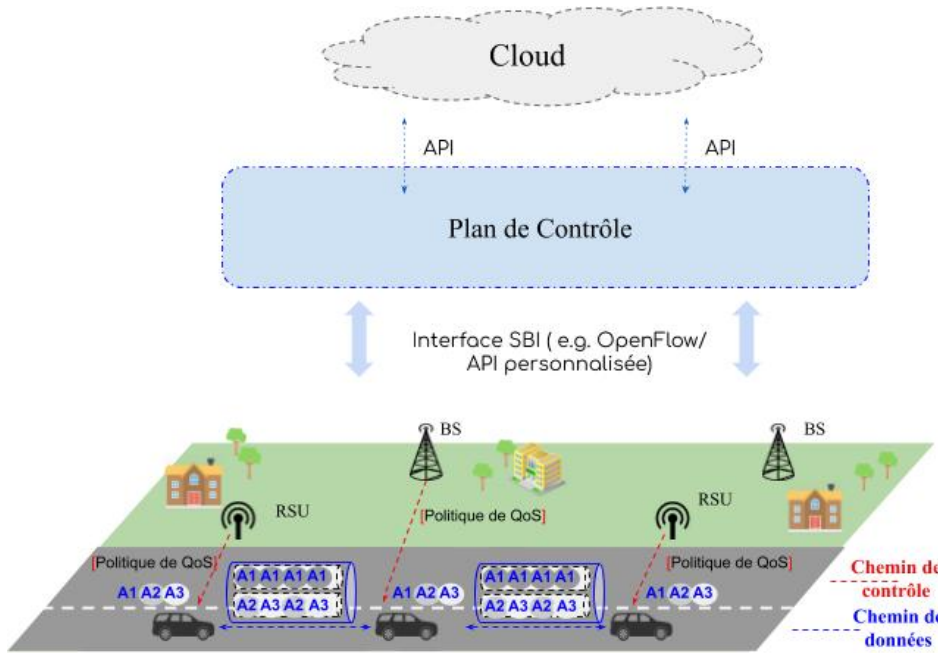 Cloud
API
API
Plan de Contrôle
Interface SBI ( e.g. OpenFlow/
API personnalisée)
BS
BS
RSU
[Politique de QoS]
RSU
[Politique de QoS]
[Politique de QoS]
A1 A2 A3
A1 A1 A1 A1
A2 A3 A2 A3
A1 A2 A3
A1 A1 A1 A1
A2 A3 A2 A3
A1 A2 A3
Chemin de
contrôle
Chemin de
données